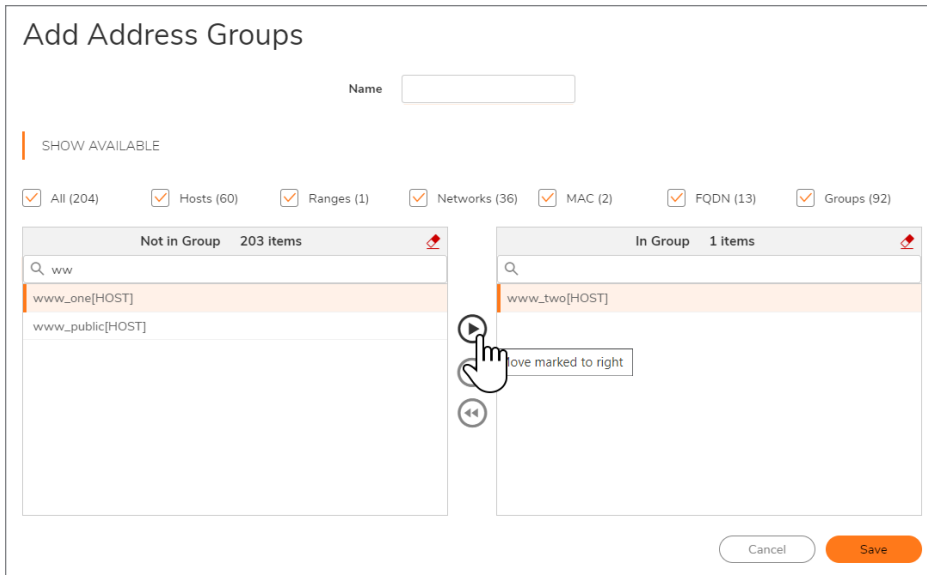 Add Address Groups
Name
SHOW AVAILABLE
All (204) Hosts (60) Ranges (1) Networks (36) MAC (2) FQDN (13) Groups (92)
Not in Group 203 items In Group 1 items
ww
www_one[HOST] www_two[HOST]
www_public[HOST]
ove marked to right
Cancel Save